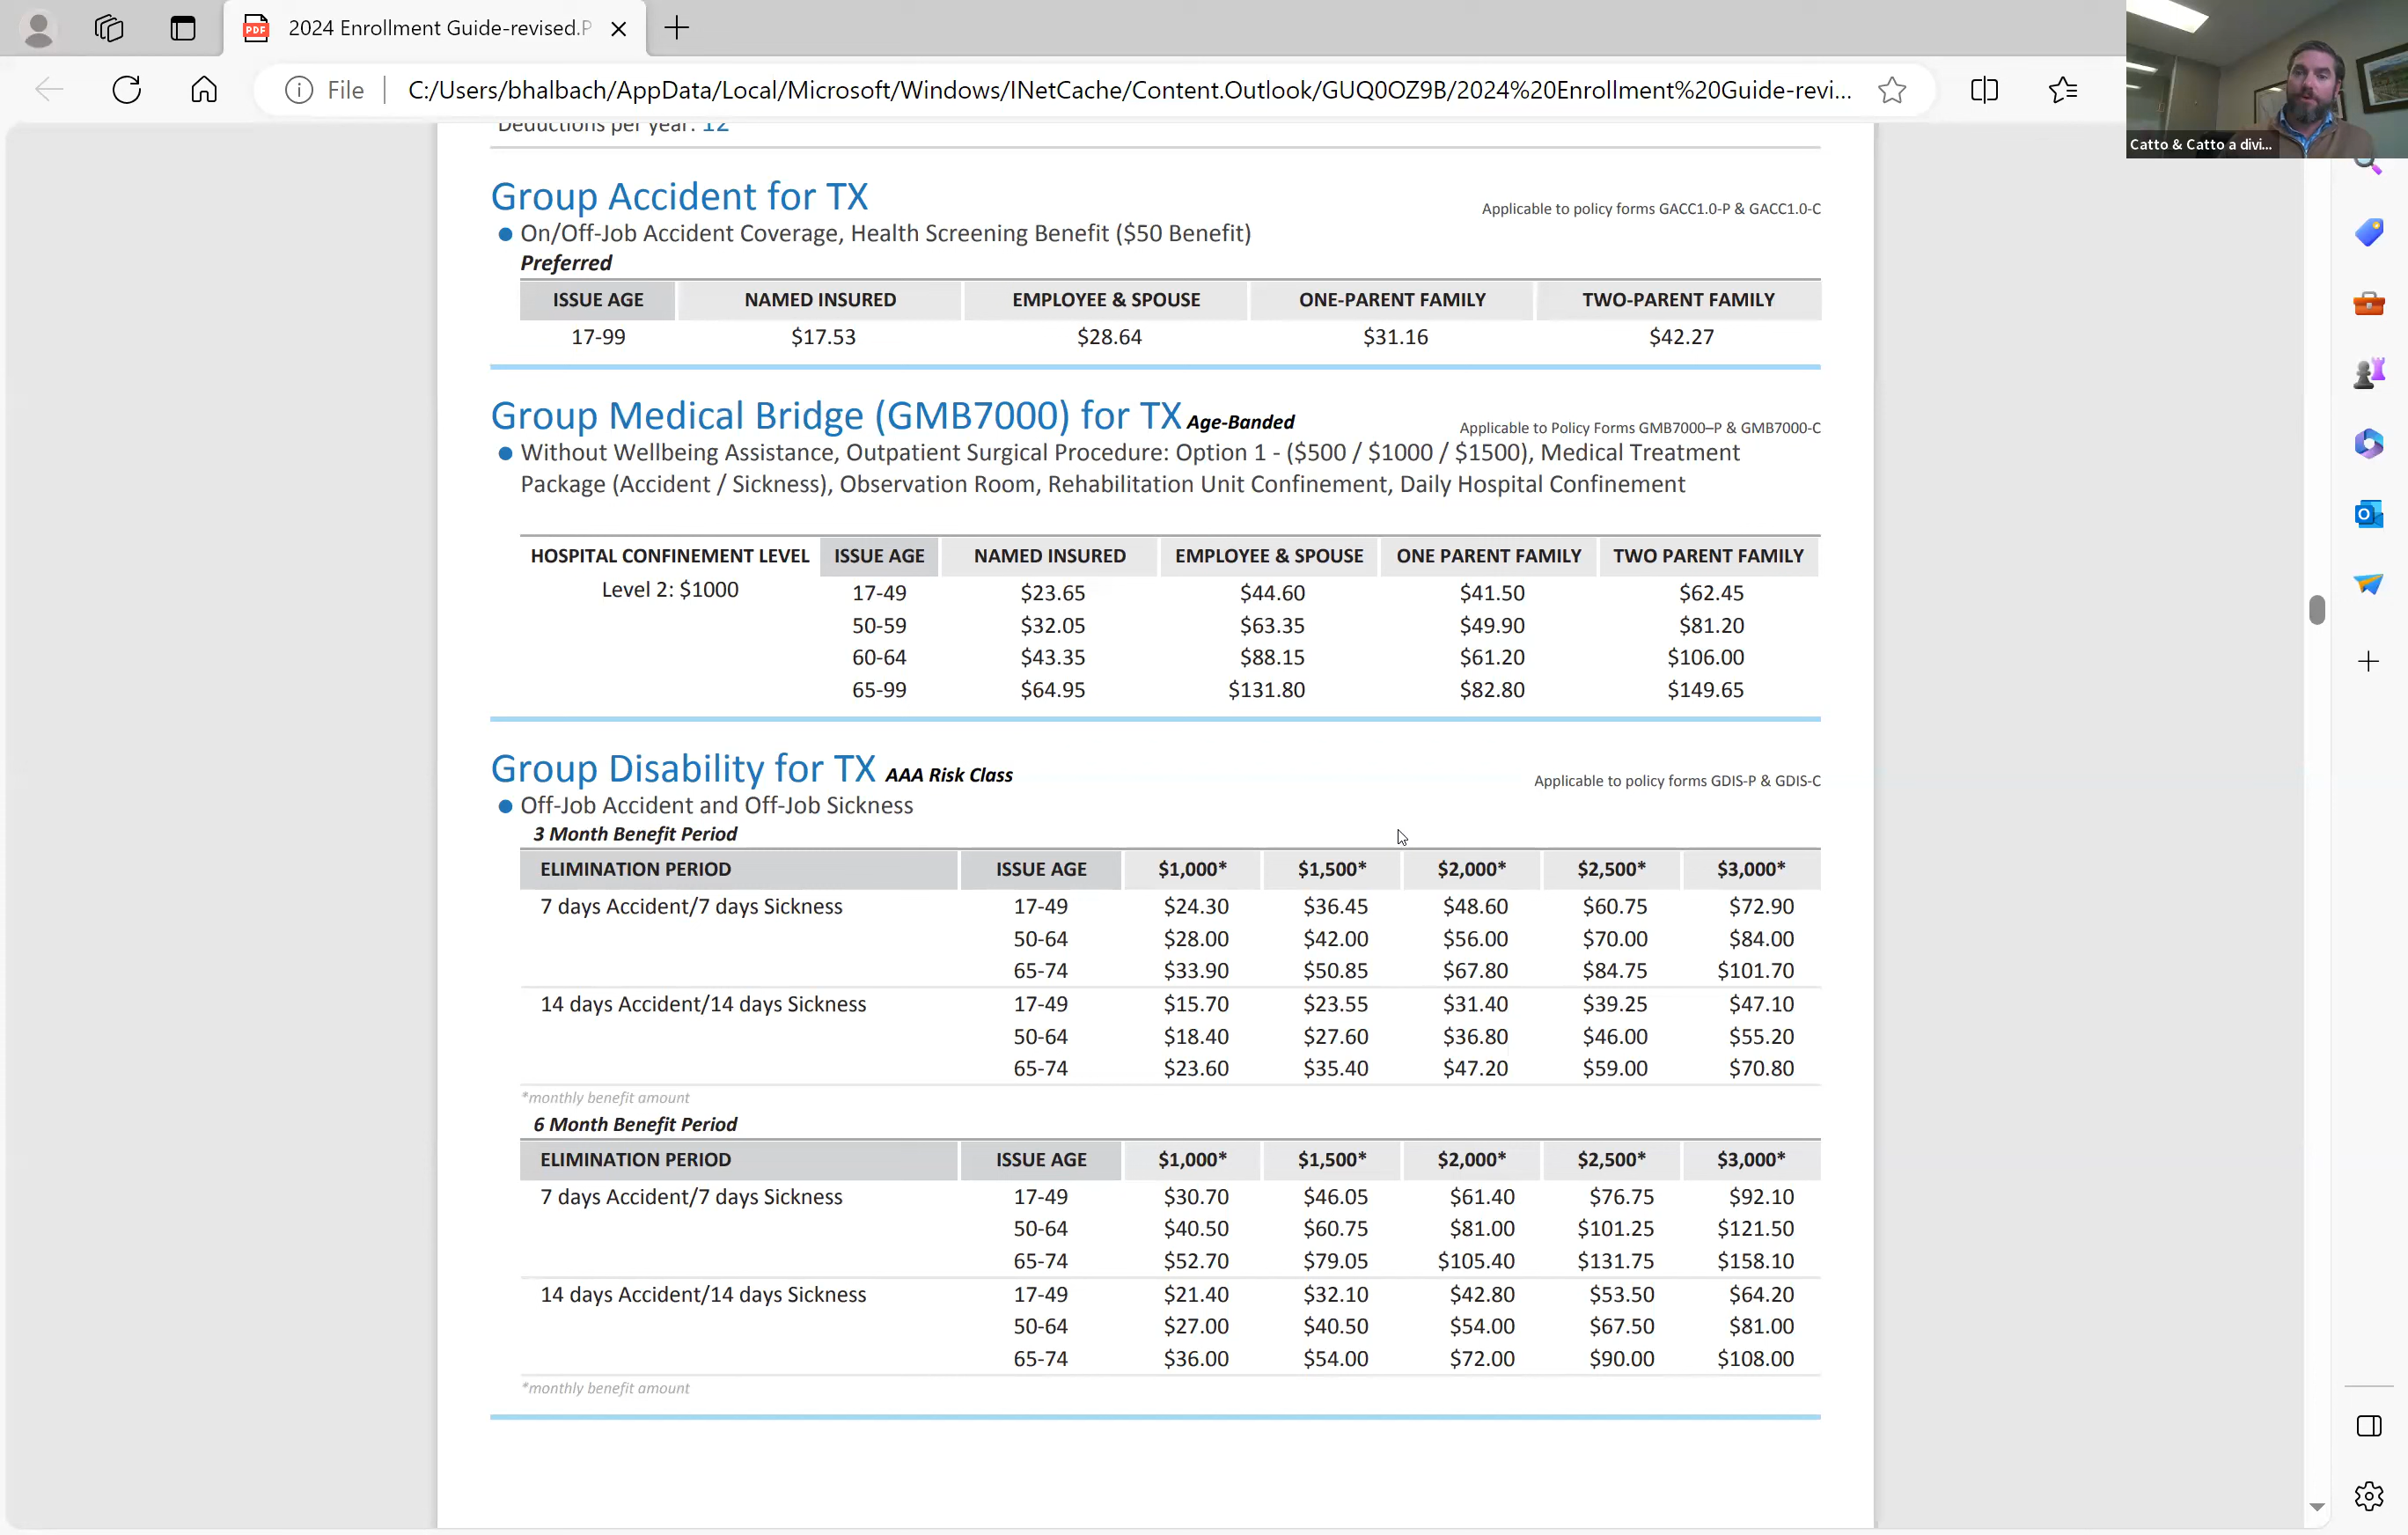 2024 Enrollment Guide-revised.P
File
C:/Users/bhalbach/AppData/Local/Microsoft/Windows/INetCache/Content.Outlook/GUQ0OZ9B/2024%20Enrollment%20Guide-revi...
Catto & Catto a divi...
Deductions per year: 12
Group Accident for TX
Applicable to policy forms GACC1.0-P & GACC1.0-C
On/Off-Job Accident Coverage, Health Screening Benefit ($50 Benefit)
Preferred
ISSUE AGE NAMED INSURED EMPLOYEE & SPOUSE ONE-PARENT FAMILY TWO-PARENT FAMILY
17-99 $17.53 $28.64 $31.16 $42.27
Group Medical Bridge (GMB7000) for TX Age-Banded
Applicable to Policy Forms GMB7000–P & GMB7000-C
Without Wellbeing Assistance, Outpatient Surgical Procedure: Option 1 - ($500 / $1000 / $1500), Medical Treatment
Package (Accident / Sickness), Observation Room, Rehabilitation Unit Confinement, Daily Hospital Confinement
HOSPITAL CONFINEMENT LEVEL ISSUE AGE NAMED INSURED EMPLOYEE & SPOUSE ONE PARENT FAMILY TWO PARENT FAMILY
Level 2: $1000 17-49 $23.65 $44.60 $41.50 $62.45
50-59 $32.05 $63.35 $49.90 $81.20
60-64 $43.35 $88.15 $61.20 $106.00
65-99 $64.95 $131.80 $82.80 $149.65
Group Disability for TX AAA Risk Class
Applicable to policy forms GDIS-P & GDIS-C
Off-Job Accident and Off-Job Sickness
3 Month Benefit Period
ELIMINATION PERIOD ISSUE AGE $1,000* $1,500* $2,000* $2,500* $3,000*
7 days Accident/7 days Sickness 17-49 $24.30 $36.45 $48.60 $60.75 $72.90
50-64 $28.00 $42.00 $56.00 $70.00 $84.00
65-74 $33.90 $50.85 $67.80 $84.75 $101.70
14 days Accident/14 days Sickness 17-49 $15.70 $23.55 $31.40 $39.25 $47.10
50-64 $18.40 $27.60 $36.80 $46.00 $55.20
65-74 $23.60 $35.40 $47.20 $59.00 $70.80
*monthly benefit amount
6 Month Benefit Period
ELIMINATION PERIOD ISSUE AGE $1,000* $1,500* $2,000* $2,500* $3,000*
7 days Accident/7 days Sickness 17-49 $30.70 $46.05 $61.40 $76.75 $92.10
50-64 $40.50 $60.75 $81.00 $101.25 $121.50
65-74 $52.70 $79.05 $105.40 $131.75 $158.10
14 days Accident/14 days Sickness 17-49 $21.40 $32.10 $42.80 $53.50 $64.20
50-64 $27.00 $40.50 $54.00 $67.50 $81.00
65-74 $36.00 $54.00 $72.00 $90.00 $108.00
*monthly benefit amount